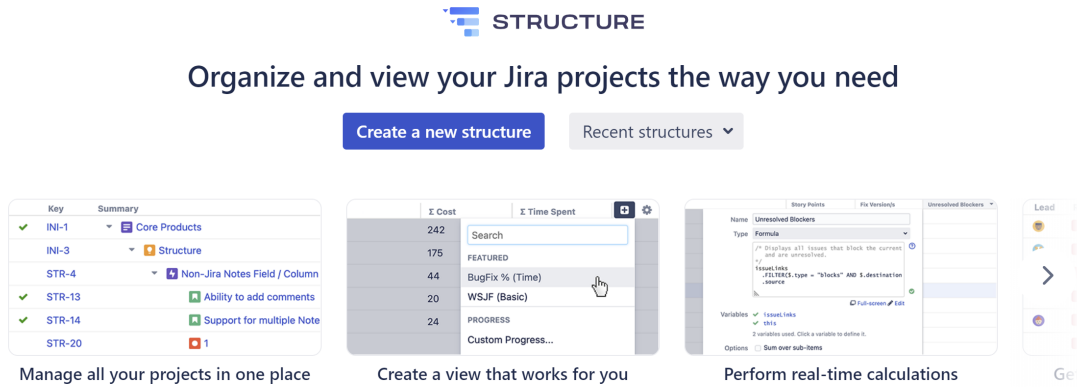 STRUCTURE
Organize and view your Jira projects the way you need
Create a new structure
Recent structures
Key Summary
INI-1 Core Products
INI-3 Structure
STR-4 Non-Jira Notes Field / Column
STR-13 Ability to add comments
STR-14 Support for multiple Note
STR-20 1
Manage all your projects in one place
Σ Cost Σ Time Spent
242
175
44
20
24
Search
FEATURED
BugFix % (Time)
WSJF (Basic)
PROGRESS
Custom Progress...
Create a view that works for you
Story Points Fix Version/s Unresolved Blockers
Name Unresolved Blockers
Type Formula
/* Displays all issues that block the current
and are unresolved.
*/
issueLinks
.FILTER($.type = "blocks" AND $.destination
.source
Full-screen Edit
Variables issueLinks
this
2 variables used. Click a variable to define it.
Options Sum over sub-items
Perform real-time calculations
Lead
Ge